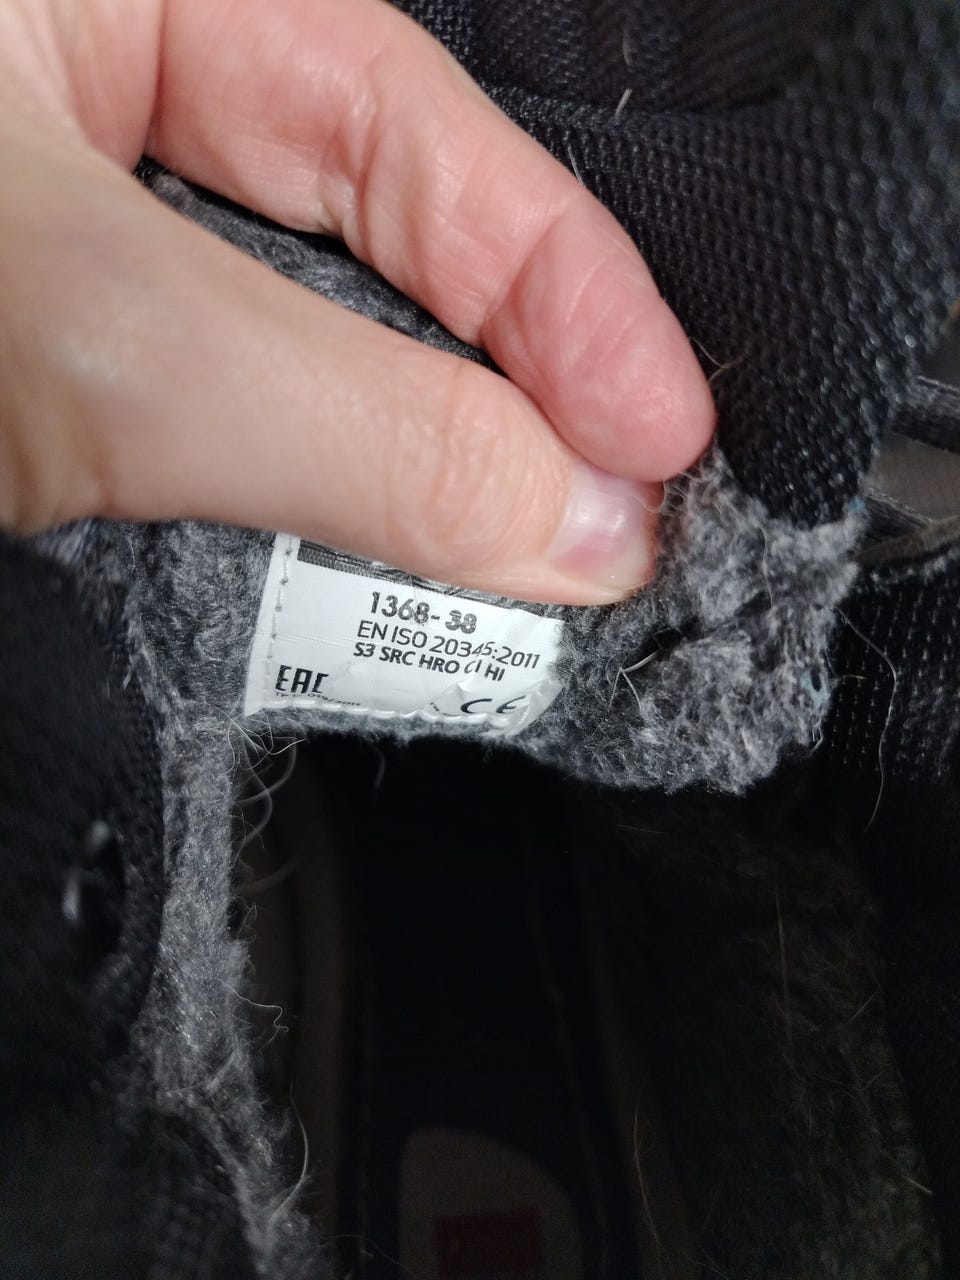 1368-38
EN ISO 20345:2011
S3 SRC HRO CI HI
EAC
CE